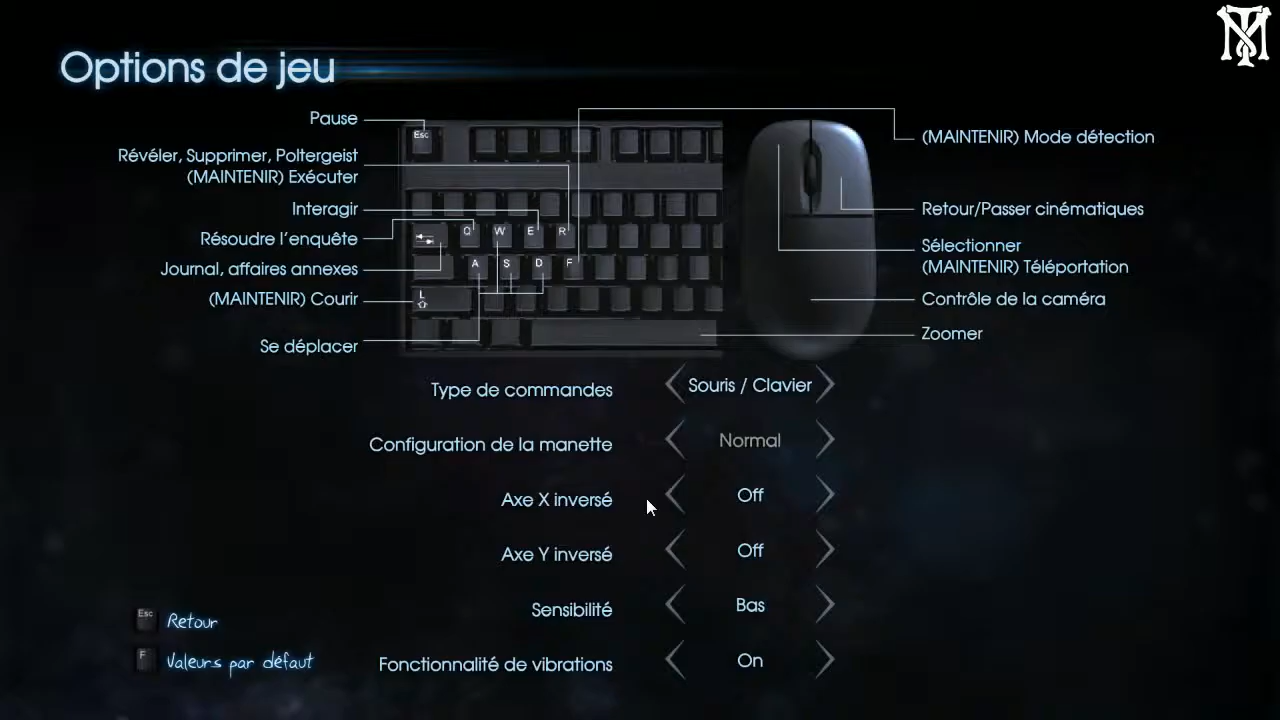 Options de jeu
Pause
Révéler, Supprimer, Poltergeist
(MAINTENIR) Exécuter
Interagir
Résoudre l'enquête
Journal, affaires annexes
(MAINTENIR) Courir
Se déplacer
Esc
Q W E R
A S D F
L
(MAINTENIR) Mode détection
Retour/Passer cinématiques
Sélectionner
(MAINTENIR) Téléportation
Contrôle de la caméra
Zoomer
Type de commandes Souris / Clavier
Configuration de la manette Normal
Axe X inversé Off
Axe Y inversé Off
Sensibilité Bas
Fonctionnalité de vibrations On
Esc Retour
F Valeurs par défaut